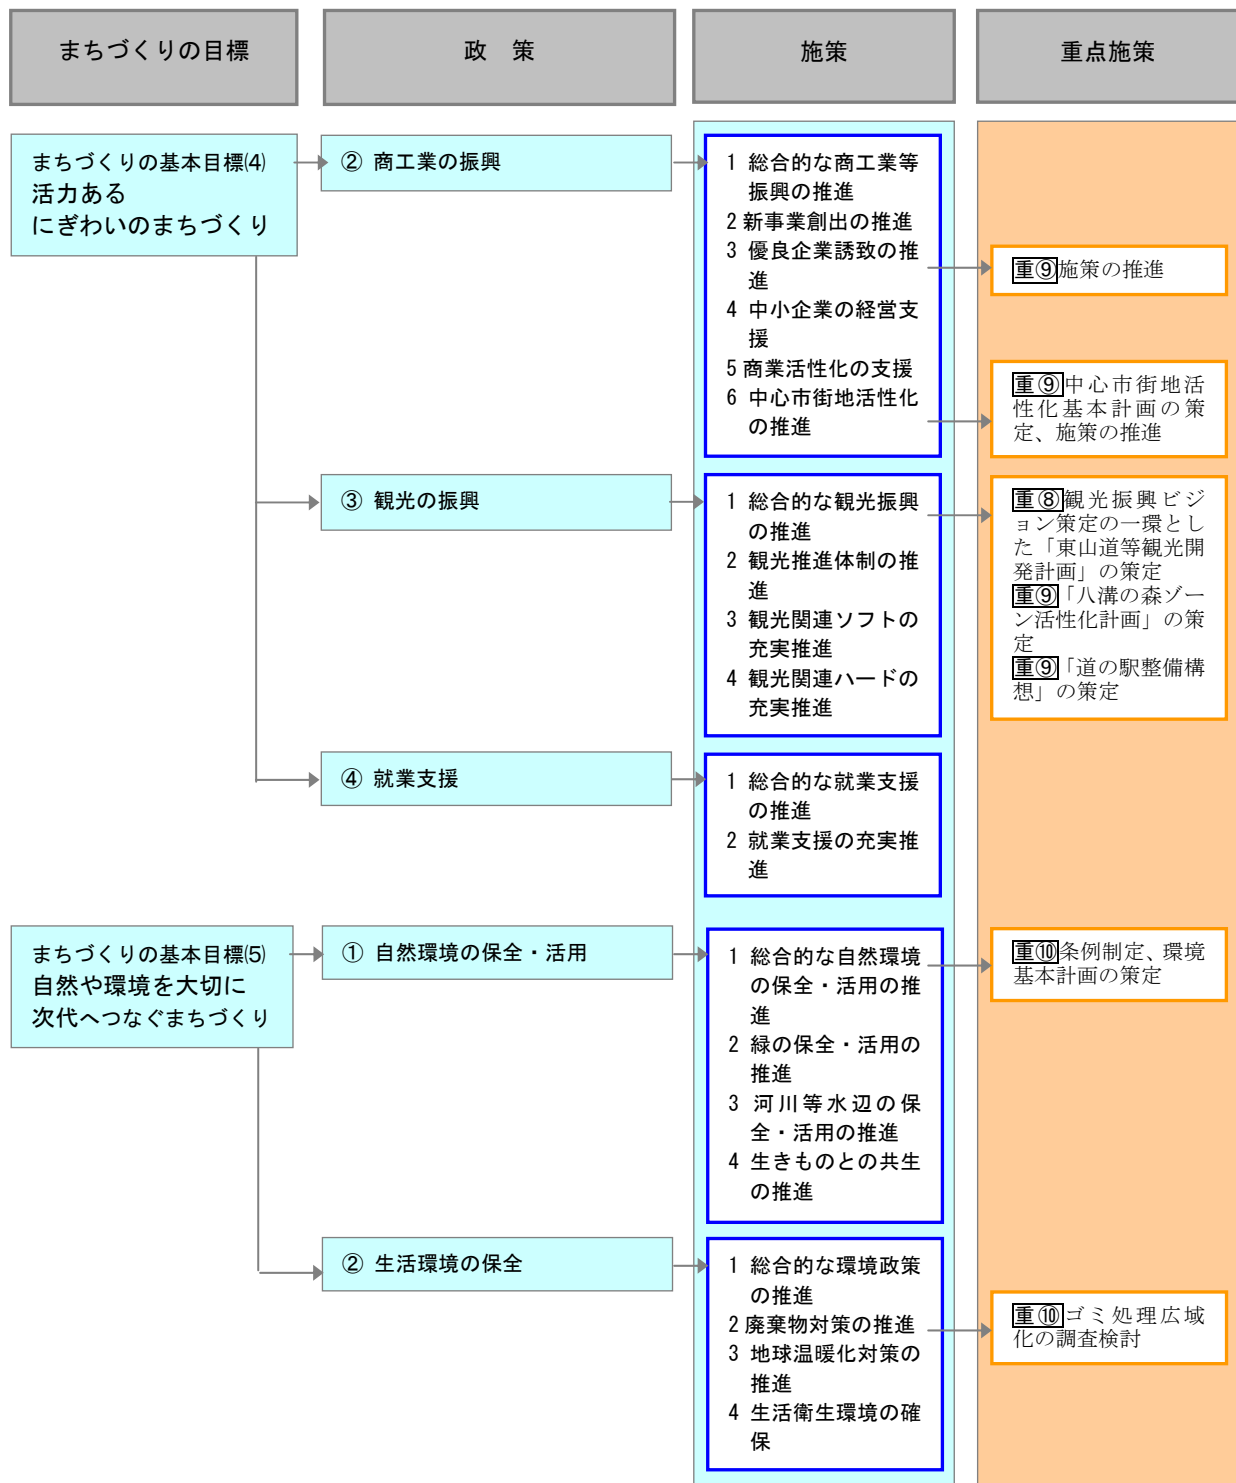 まちづくりの目標
政　策
施策
重点施策
まちづくりの基本目標⑷
活力ある
にぎわいのまちづくり
② 商工業の振興
1 総合的な商工業等
振興の推進
2 新事業創出の推進
3 優良企業誘致の推
進
4 中小企業の経営支
援
5 商業活性化の支援
6 中心市街地活性化
の推進
重⑨施策の推進
重⑨中心市街地活
性化基本計画の策
定、施策の推進
③ 観光の振興
1 総合的な観光振興
の推進
2 観光推進体制の推
進
3 観光関連ソフトの
充実推進
4 観光関連ハードの
充実推進
重⑧観光振興ビジ
ョン策定の一環とし
た「東山道等観光開
発計画」の策定
重⑨「八溝の森ゾー
ン活性化計画」の策
定
重⑨「道の駅整備構
想」の策定
④ 就業支援
1 総合的な就業支援
の推進
2 就業支援の充実推
進
まちづくりの基本目標⑸
自然や環境を大切に
次代へつなぐまちづくり
① 自然環境の保全・活用
1 総合的な自然環境
の保全・活用の推
進
2 緑の保全・活用の
推進
3 河川等水辺の保
全・活用の推進
4 生きものとの共生
の推進
重⑩条例制定、環境
基本計画の策定
② 生活環境の保全
1 総合的な環境政策
の推進
2 廃棄物対策の推進
3 地球温暖化対策の
推進
4 生活衛生環境の確
保
重⑩ゴミ処理広域
化の調査検討